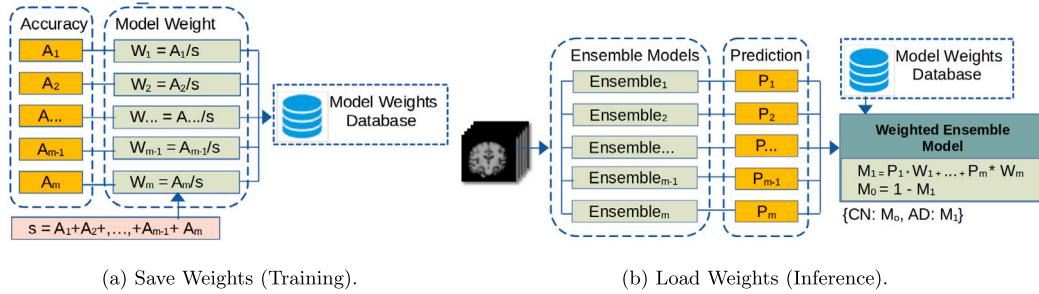 Accuracy
Model Weight
A₁
W₁ = A₁/s
A₂
W₂ = A₂/s
A...
W... = A.../s
Aₘ₋₁
Wₘ₋₁ = Aₘ₋₁/s
Aₘ
Wₘ = Aₘ/s
s = A₁+A₂+,...,+Aₘ₋₁+ Aₘ
Model Weights
Database
(a) Save Weights (Training).
Ensemble Models
Prediction
Ensemble₁
P₁
Ensemble₂
P₂
Ensemble...
P...
Ensembleₘ₋₁
Pₘ₋₁
Ensembleₘ
Pₘ
Model Weights
Database
Weighted Ensemble
Model
M₁ = P₁ * W₁ + ... + Pₘ * Wₘ
M₀ = 1 - M₁
{CN: M₀, AD: M₁}
(b) Load Weights (Inference).